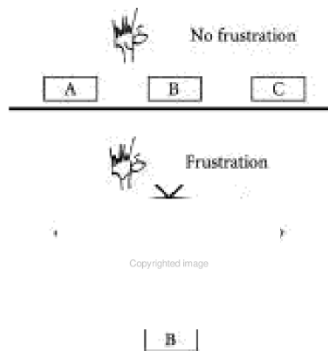 No frustration
A B C
Frustration
Copyrighted image
B